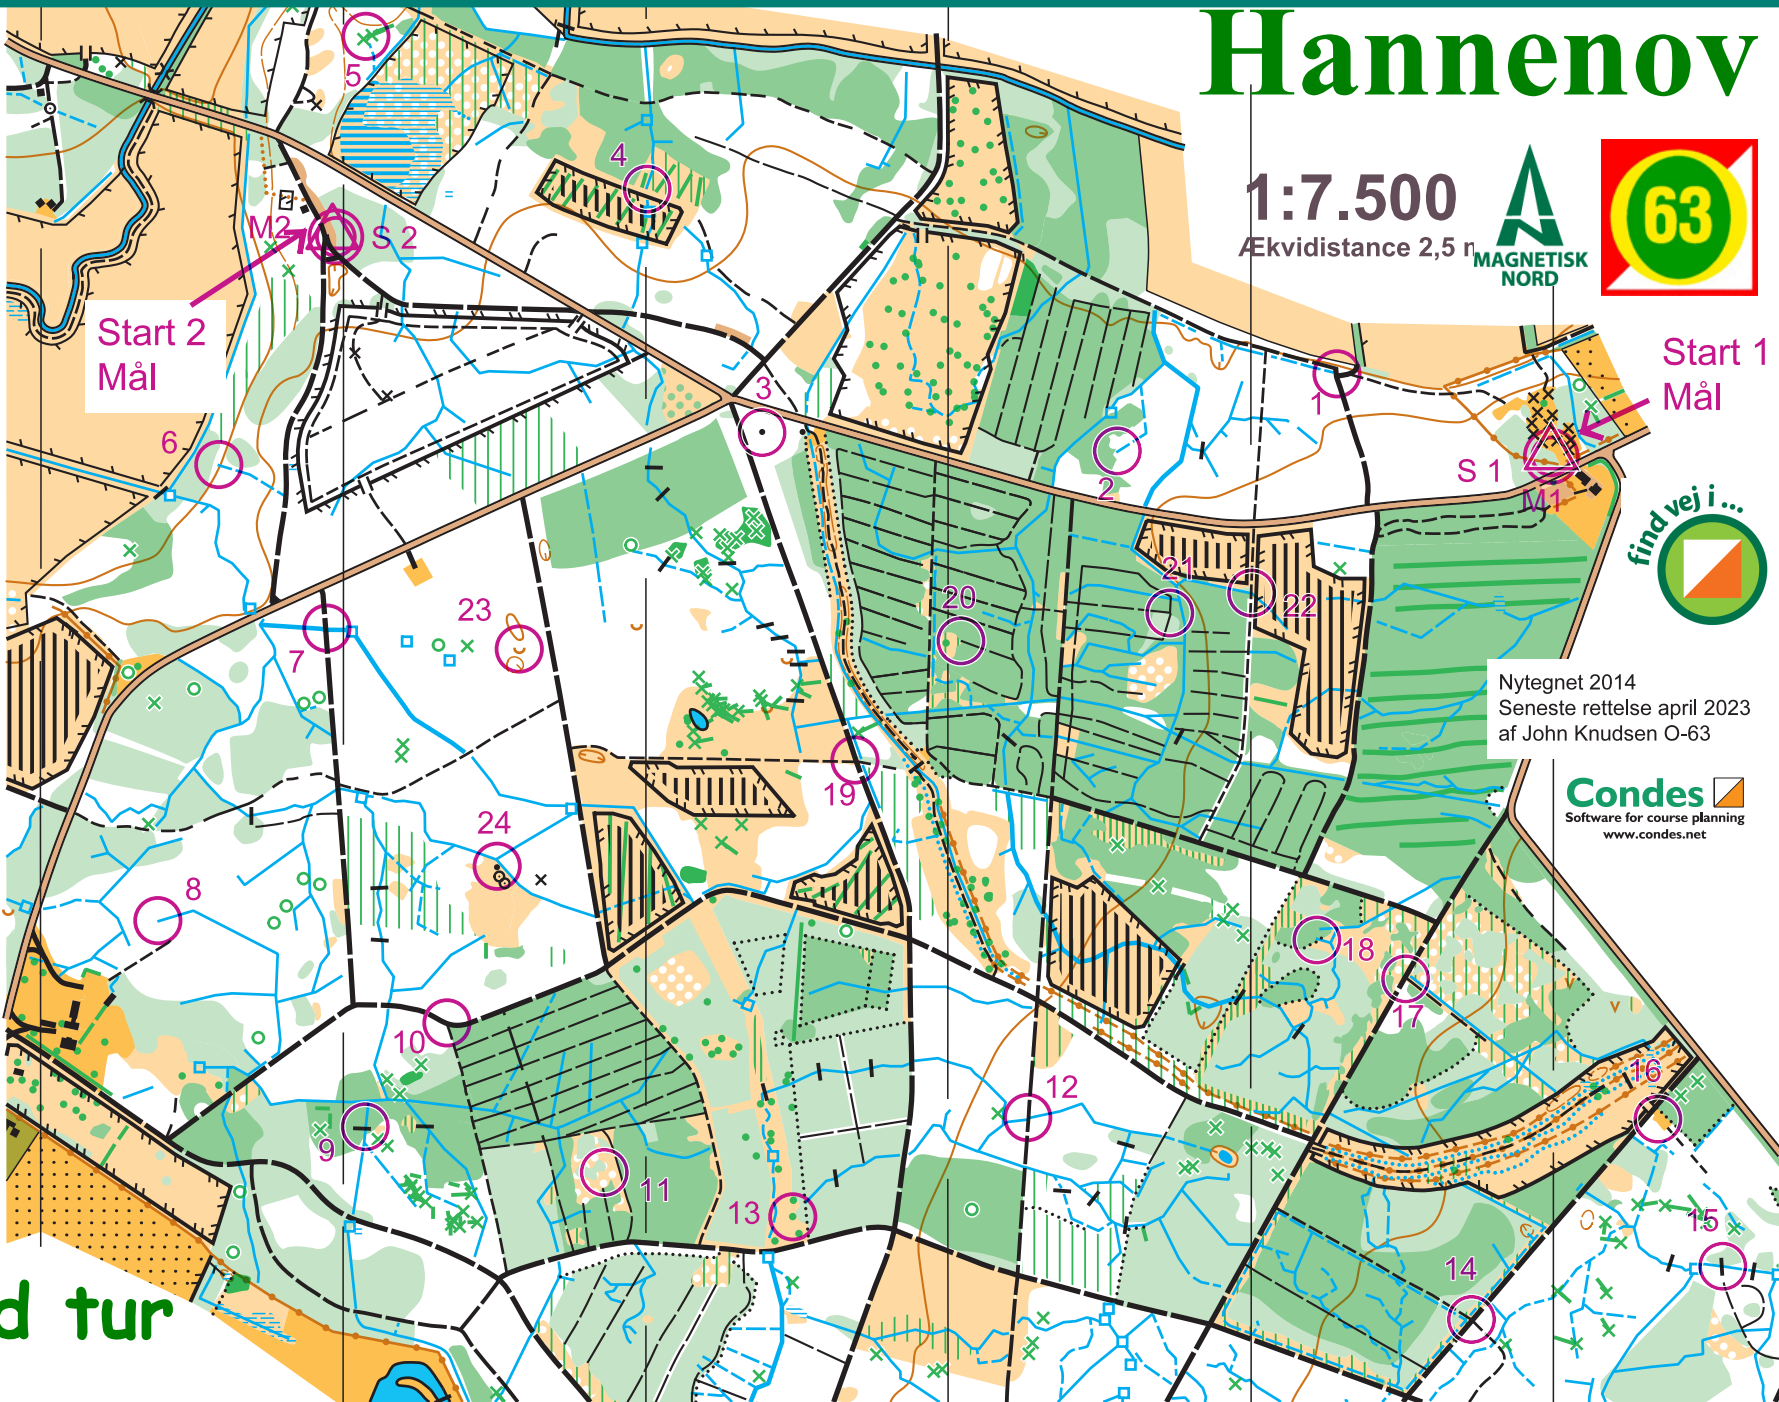 Hannenov
1:7.500
Ækvidistance 2,5
MAGNETISK
NORD
63
5
4
M2
S 2
Start 2
Mål
Start 1
Mål
3
1
6
2
S 1
M1
find vej i ...
21
22
20
23
7
Nytegnet 2014
Seneste rettelse april 2023
af John Knudsen O-63
19
Condes
Software for course planning
www.condes.net
24
8
18
17
10
16
12
9
11
13
15
14
d tur